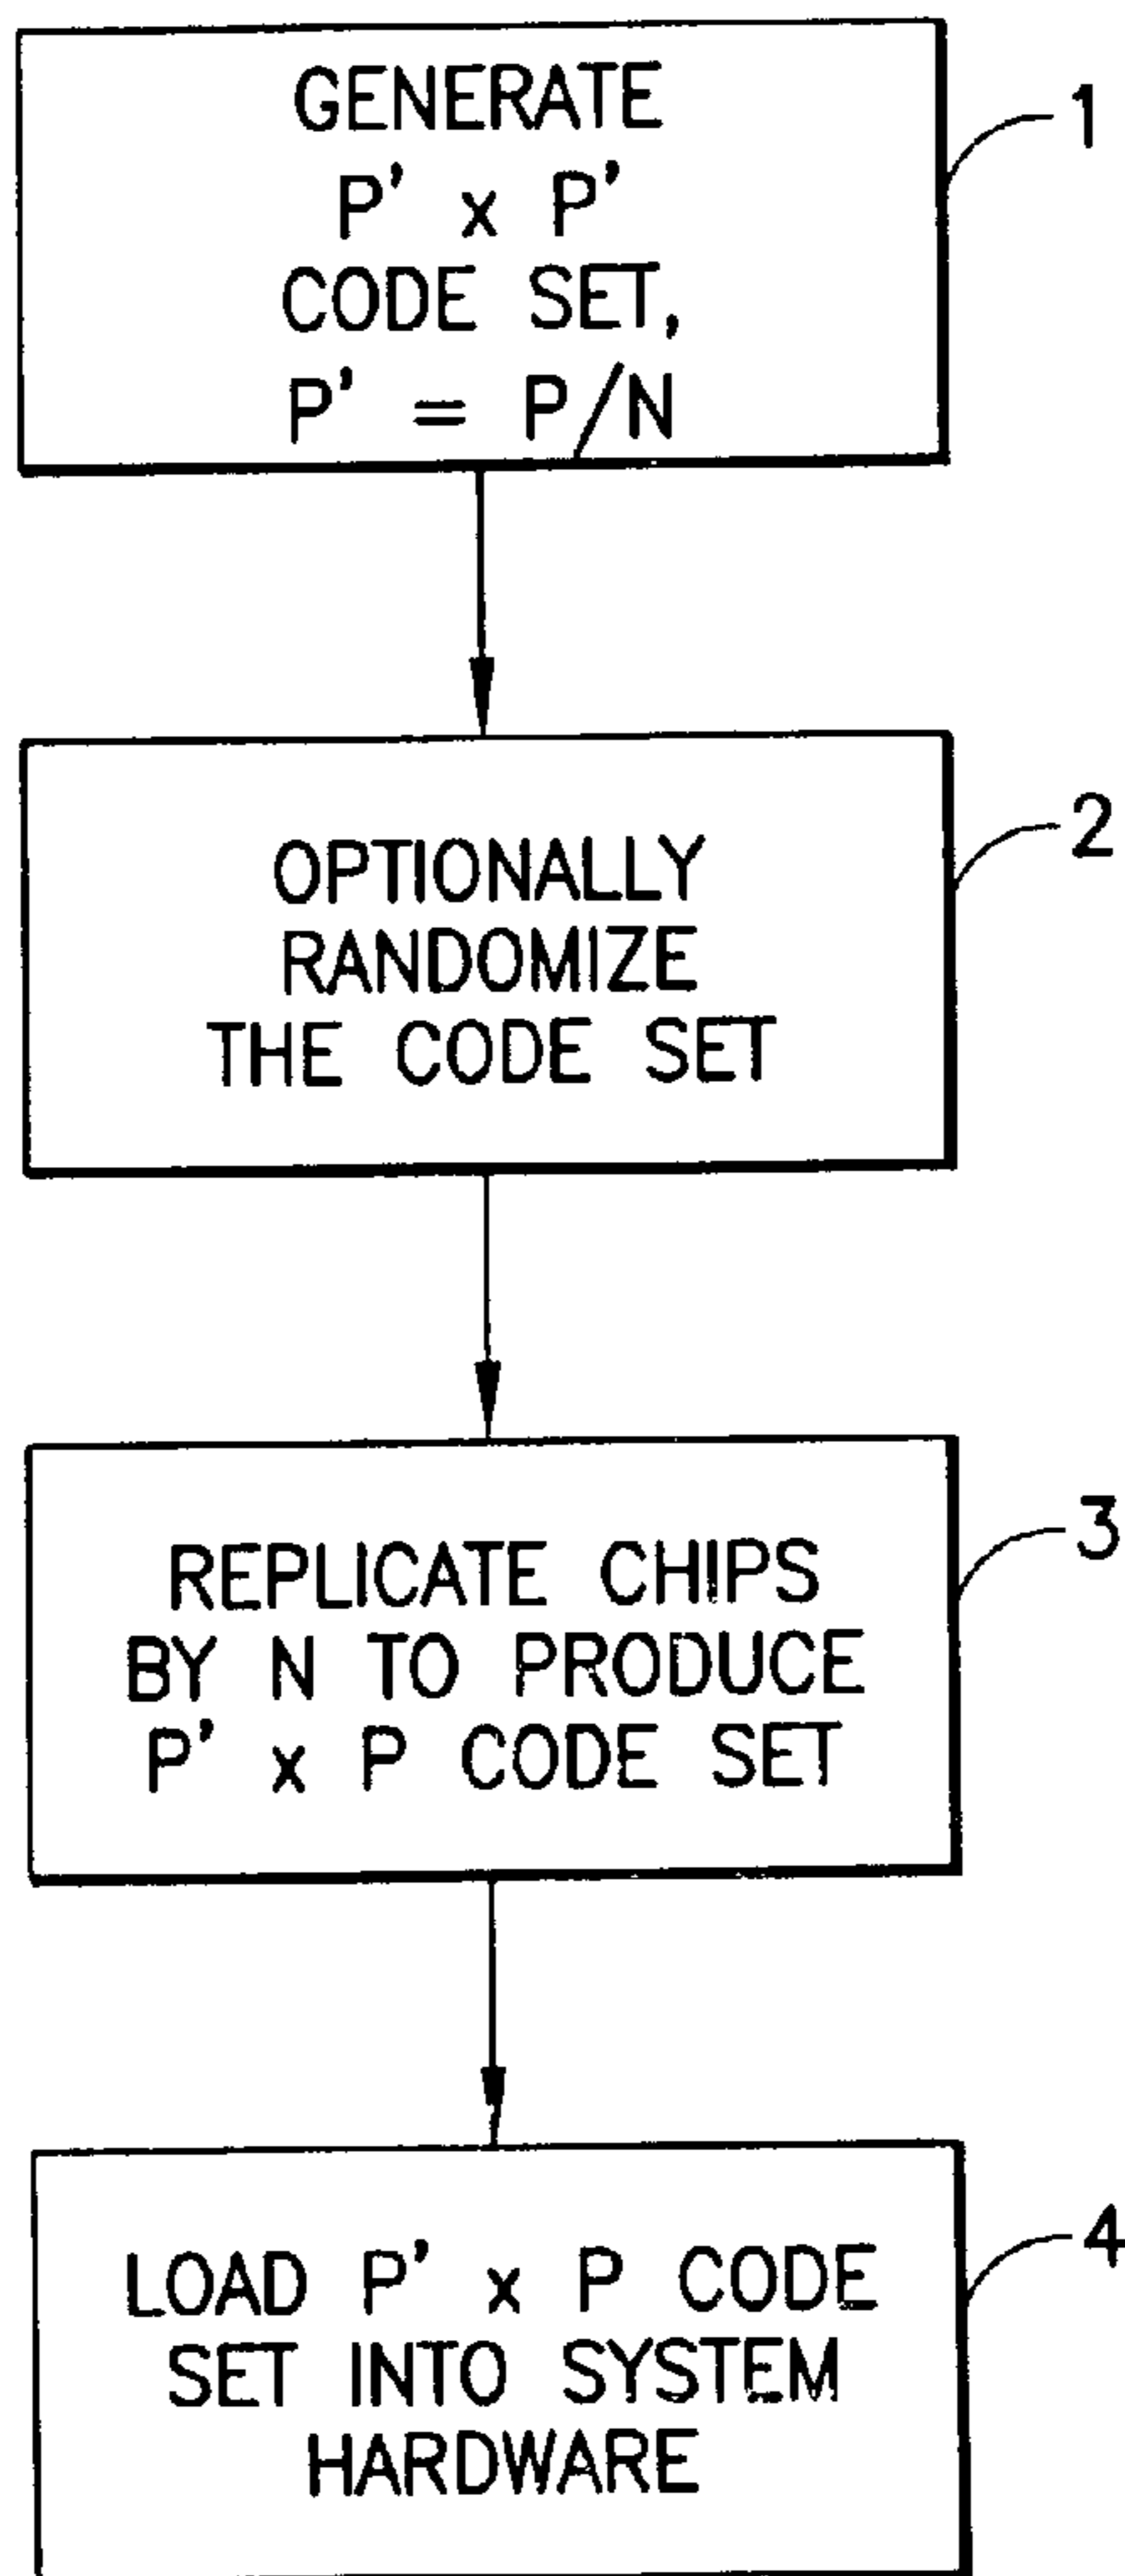 GENERATE
P' x P'
CODE SET,
P' = P/N
1
OPTIONALLY
RANDOMIZE
THE CODE SET
2
REPLICATE CHIPS
BY N TO PRODUCE
P' x P CODE SET
3
LOAD P' x P CODE
SET INTO SYSTEM
HARDWARE
4